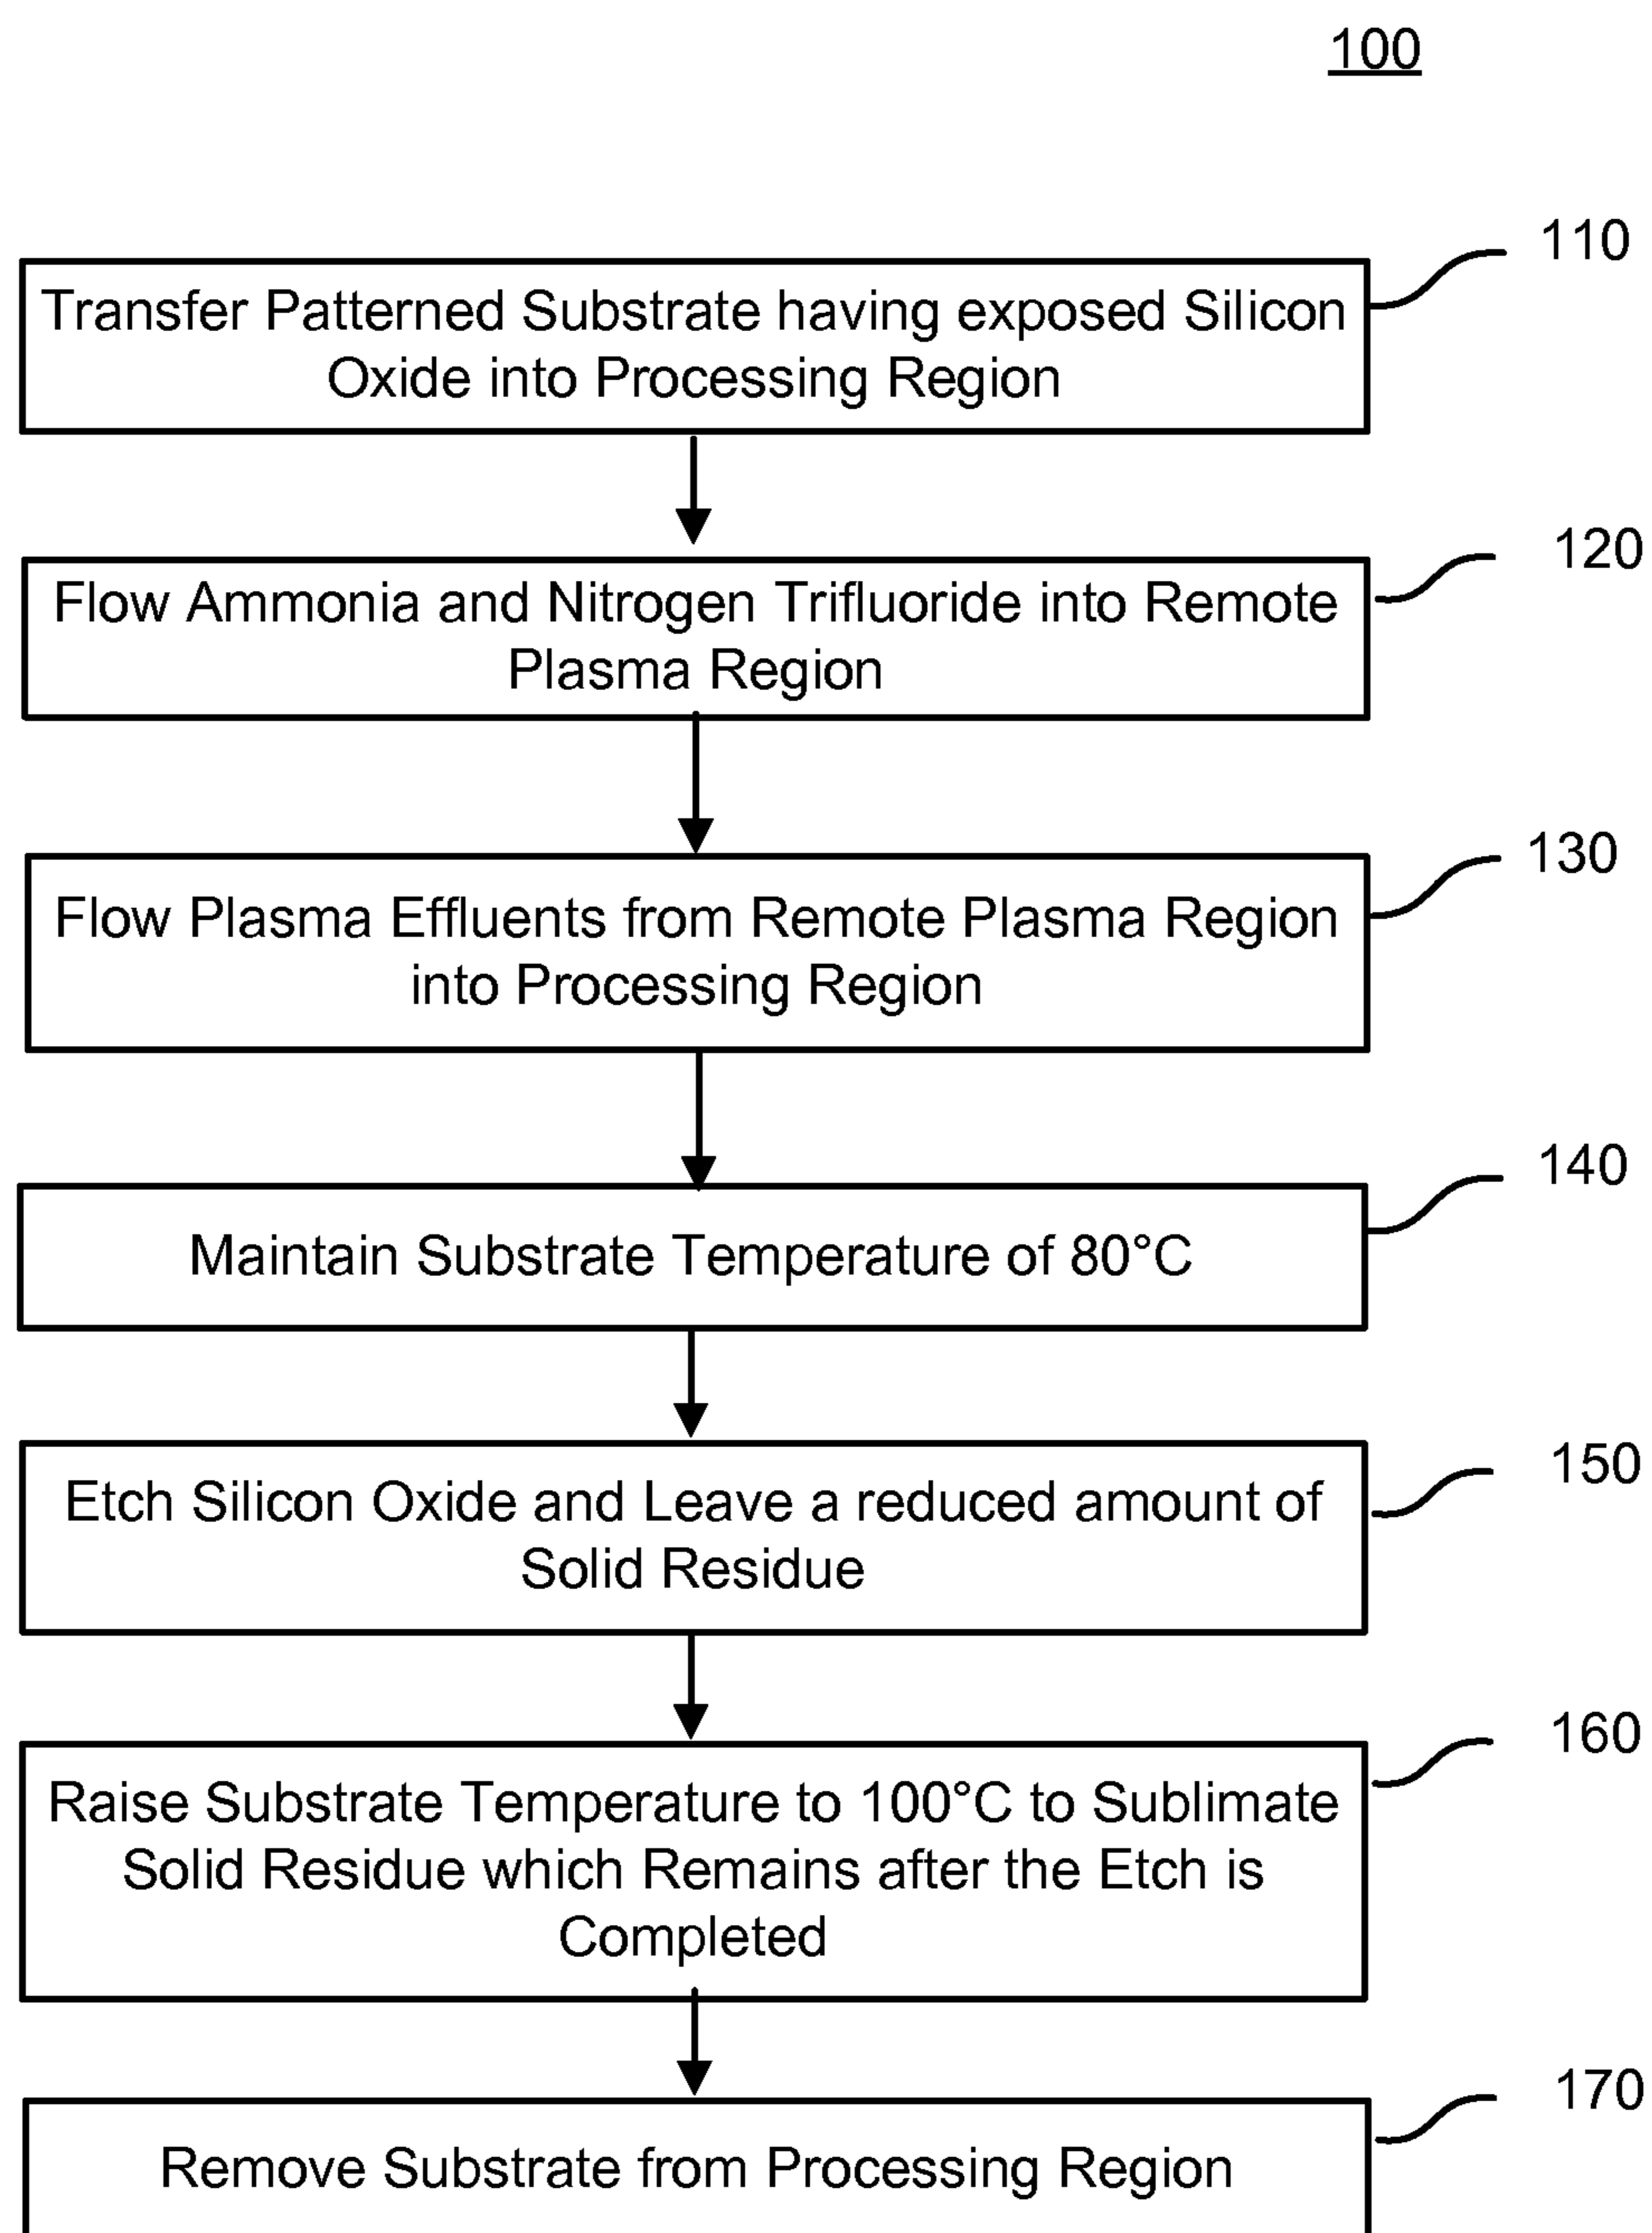 100
110
Transfer Patterned Substrate having exposed Silicon
Oxide into Processing Region
120
Flow Ammonia and Nitrogen Trifluoride into Remote
Plasma Region
130
Flow Plasma Effluents from Remote Plasma Region
into Processing Region
140
Maintain Substrate Temperature of 80°C
150
Etch Silicon Oxide and Leave a reduced amount of
Solid Residue
160
Raise Substrate Temperature to 100°C to Sublimate
Solid Residue which Remains after the Etch is
Completed
170
Remove Substrate from Processing Region